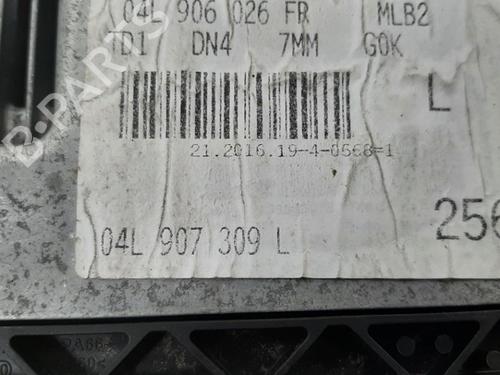 04L 906 026 FR MLB2
TDI DN4 7MM G0K
L
21.2016.19-4-0568=1
04L 907 309 L 256
B-PARTS